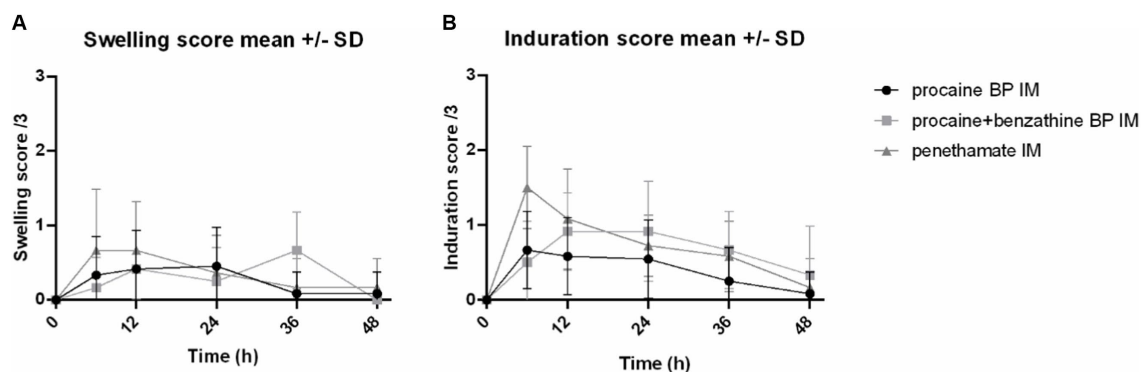 A
Swelling score mean +/- SD
Swelling score /3
3
2
1
0
0
12
24
36
48
Time (h)
B
Induration score mean +/- SD
Induration score /3
3
2
1
0
0
12
24
36
48
Time (h)
procaine BP IM
procaine+benzathine BP IM
penethamate IM